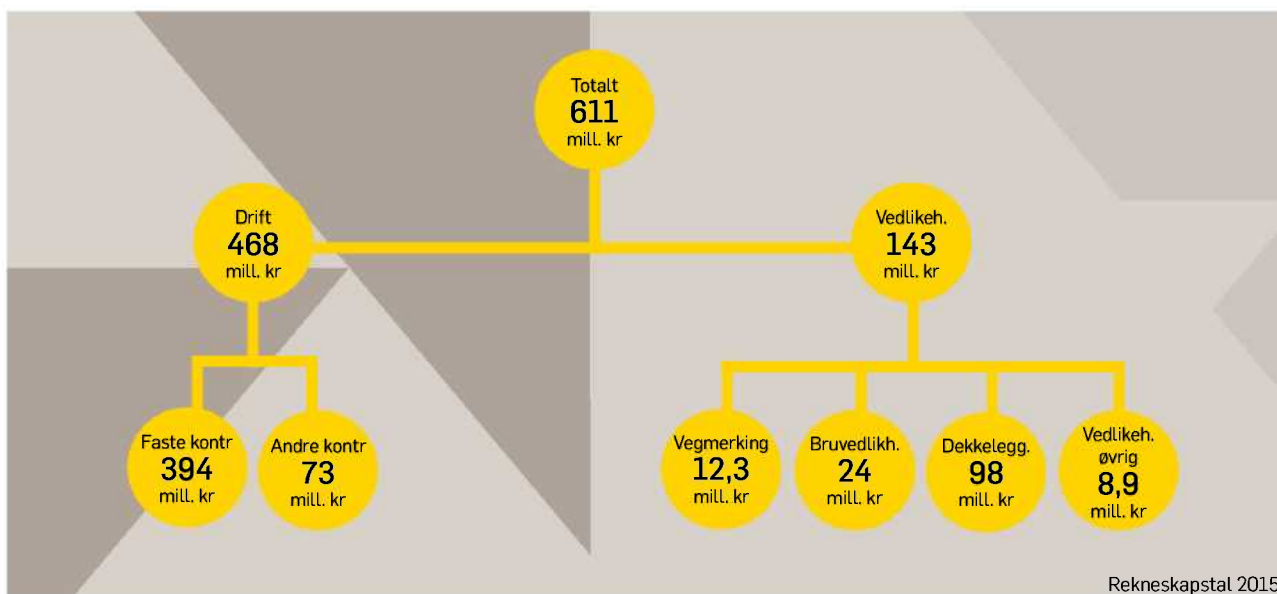 Totalt
611
mill. kr
Drift
468
mill. kr
Vedlikeh.
143
mill. kr
Faste kontr
394
mill. kr
Andre kontr
73
mill. kr
Vegmerking
12,3
mill. kr
Bruvedlikh.
24
mill. kr
Dekkelegg.
98
mill. kr
Vedlikeh.
øvrig
8,9
mill. kr
Rekneskapstal 2015